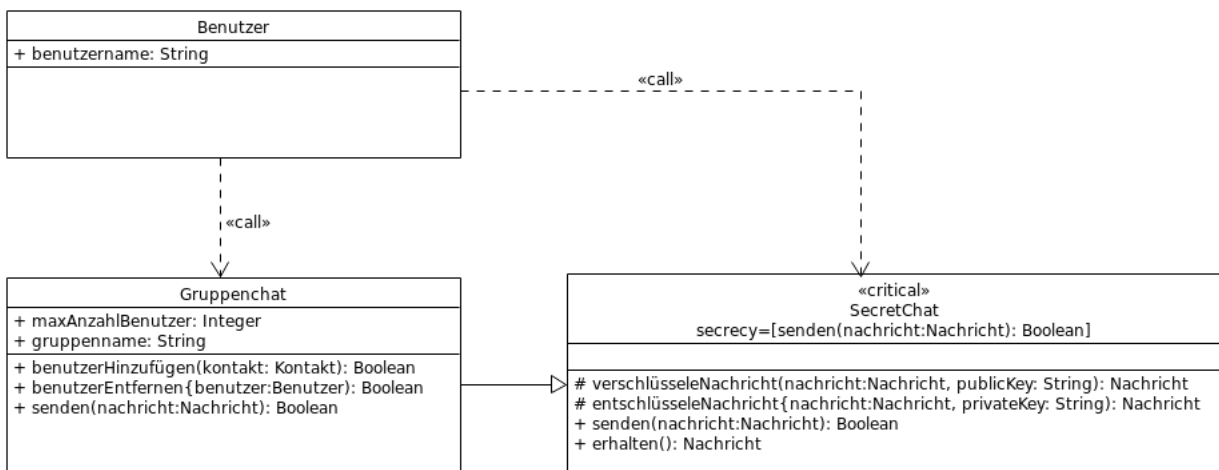 Benutzer
+ benutzername: String
«call»
«call»
Gruppenchat
+ maxAnzahlBenutzer: Integer
+ gruppenname: String
+ benutzerHinzufügen(kontakt: Kontakt): Boolean
+ benutzerEntfernen{benutzer:Benutzer): Boolean
+ senden(nachricht:Nachricht): Boolean
«critical»
SecretChat
secrecy=[senden(nachricht:Nachricht): Boolean]
# verschlüsseleNachricht(nachricht:Nachricht, publicKey: String): Nachricht
# entschlüsseleNachricht{nachricht:Nachricht, privateKey: String): Nachricht
+ senden(nachricht:Nachricht): Boolean
+ erhalten(): Nachricht